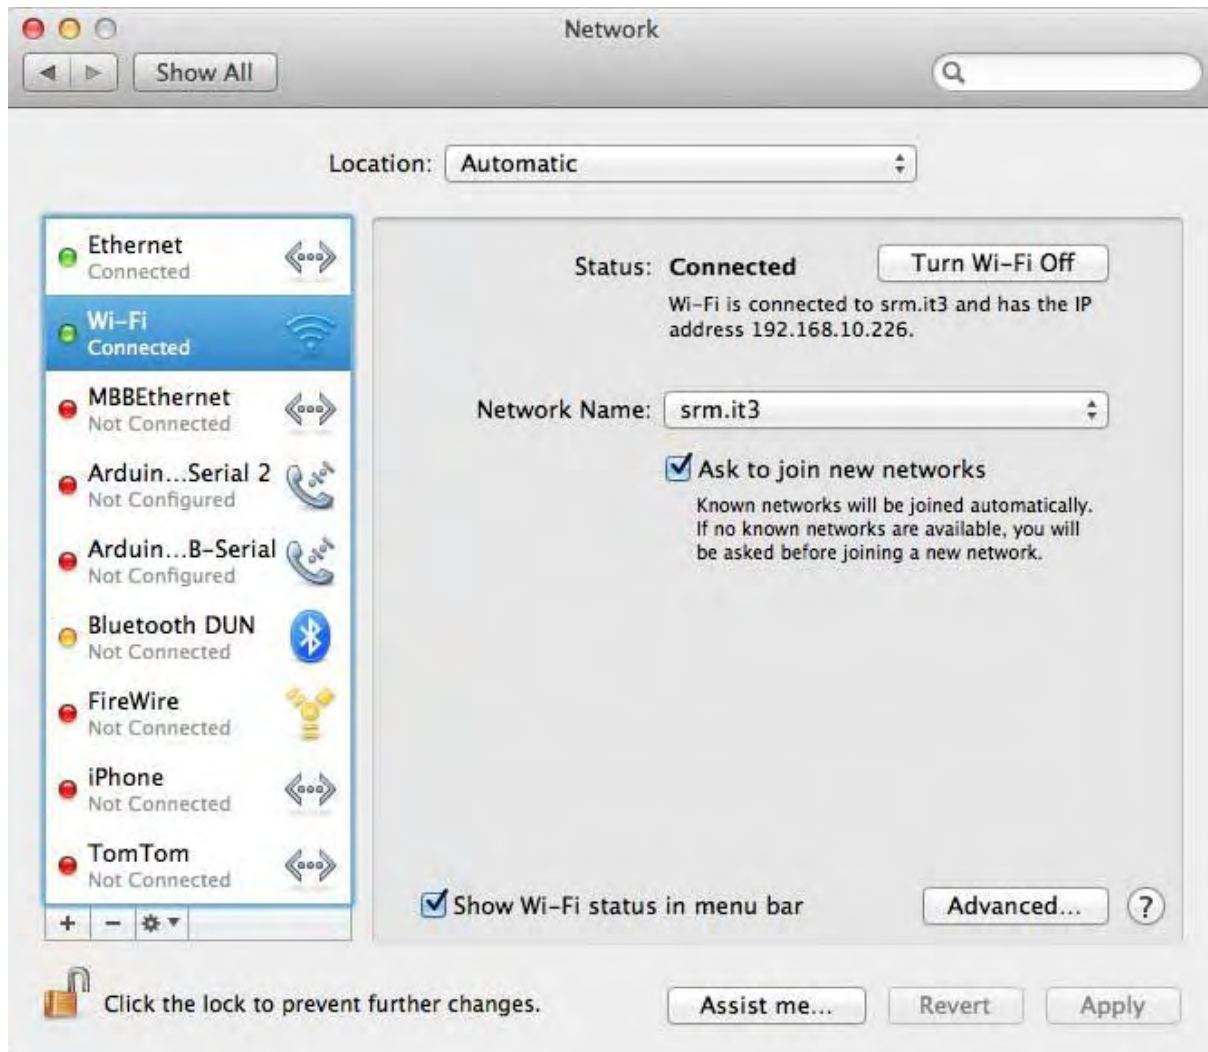 Network
Show All
Location: Automatic
Ethernet
Connected
Wi-Fi
Connected
MBBEthernet
Not Connected
Arduin...Serial 2
Not Configured
Arduin...B-Serial
Not Configured
Bluetooth DUN
Not Connected
FireWire
Not Connected
iPhone
Not Connected
TomTom
Not Connected
Status: Connected
Turn Wi-Fi Off
Wi-Fi is connected to srm.it3 and has the IP
address 192.168.10.226.
Network Name: srm.it3
Ask to join new networks
Known networks will be joined automatically.
If no known networks are available, you will
be asked before joining a new network.
Show Wi-Fi status in menu bar
Advanced...
?
+ −
Click the lock to prevent further changes.
Assist me...
Revert
Apply